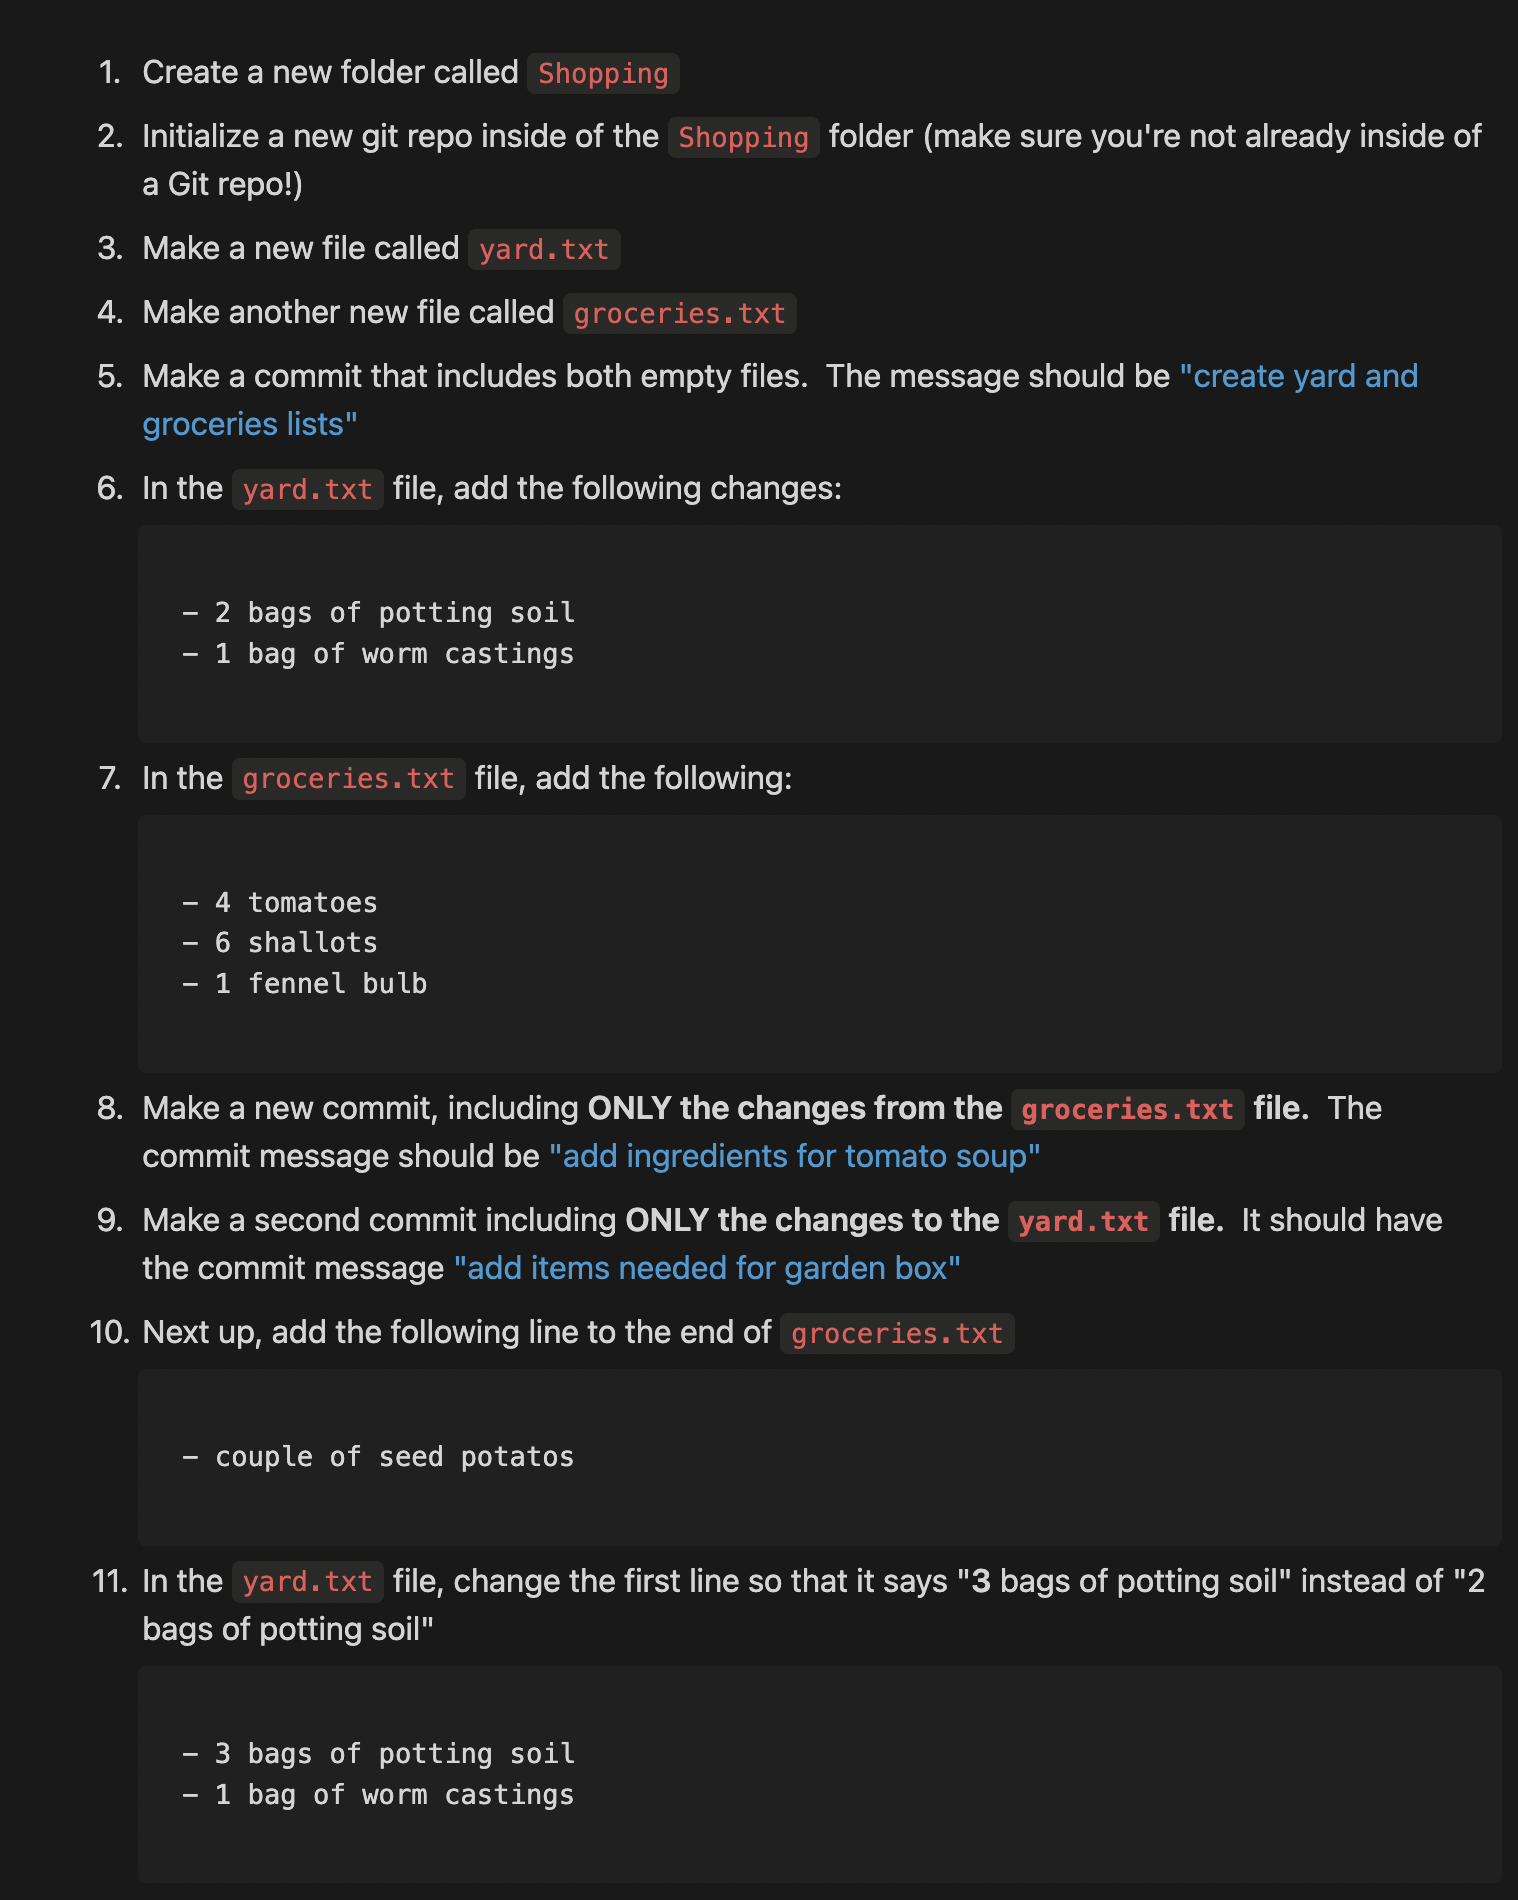 1. Create a new folder called Shopping
2. Initialize a new git repo inside of the Shopping folder (make sure you're not already inside of
a Git repo!)
3. Make a new file called yard.txt
4. Make another new file called groceries.txt
5. Make a commit that includes both empty files. The message should be "create yard and
groceries lists"
6. In the yard.txt file, add the following changes:
- 2 bags of potting soil
- 1 bag of worm castings
7. In the groceries.txt file, add the following:
- 4 tomatoes
- 6 shallots
- 1 fennel bulb
8. Make a new commit, including ONLY the changes from the groceries.txt file. The
commit message should be "add ingredients for tomato soup"
9. Make a second commit including ONLY the changes to the yard.txt file. It should have
the commit message "add items needed for garden box"
10. Next up, add the following line to the end of groceries.txt
- couple of seed potatos
11. In the yard.txt file, change the first line so that it says "3 bags of potting soil" instead of "2
bags of potting soil"
- 3 bags of potting soil
- 1 bag of worm castings